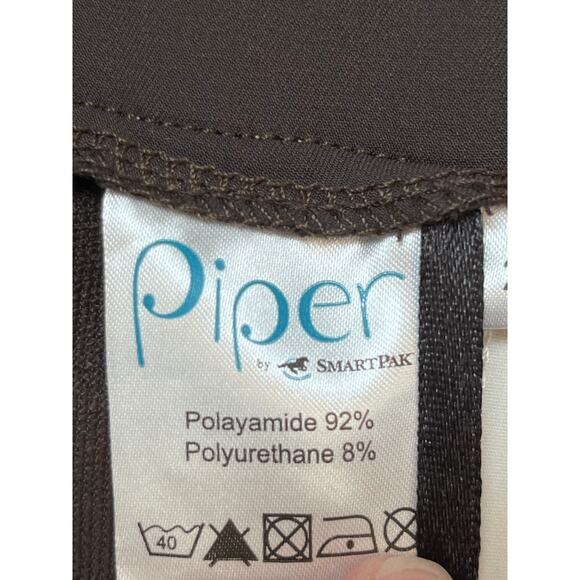 Piper
by SMARTPAK
Polayamide 92%
Polyurethane 8%
40